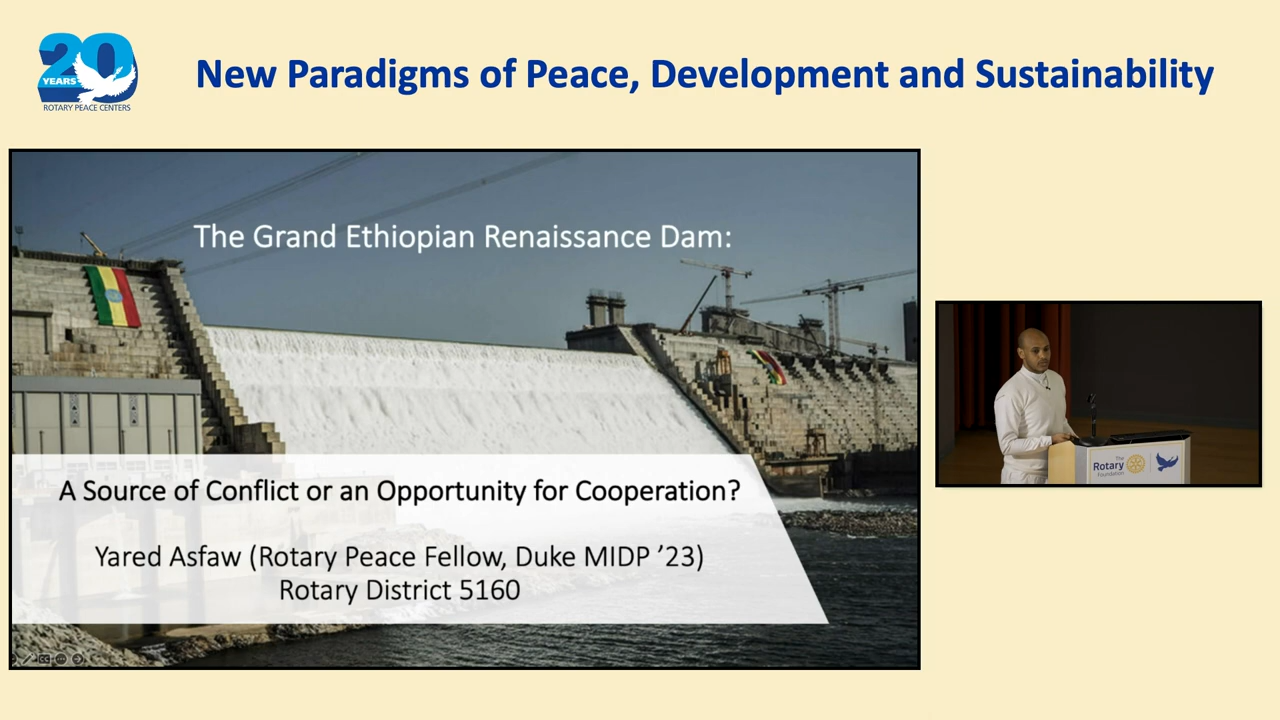 20
YEARS
ROTARY PEACE CENTERS
New Paradigms of Peace, Development and Sustainability
The Grand Ethiopian Renaissance Dam:
A Source of Conflict or an Opportunity for Cooperation?
Yared Asfaw (Rotary Peace Fellow, Duke MIDP ’23)
Rotary District 5160
The
Rotary
Foundation